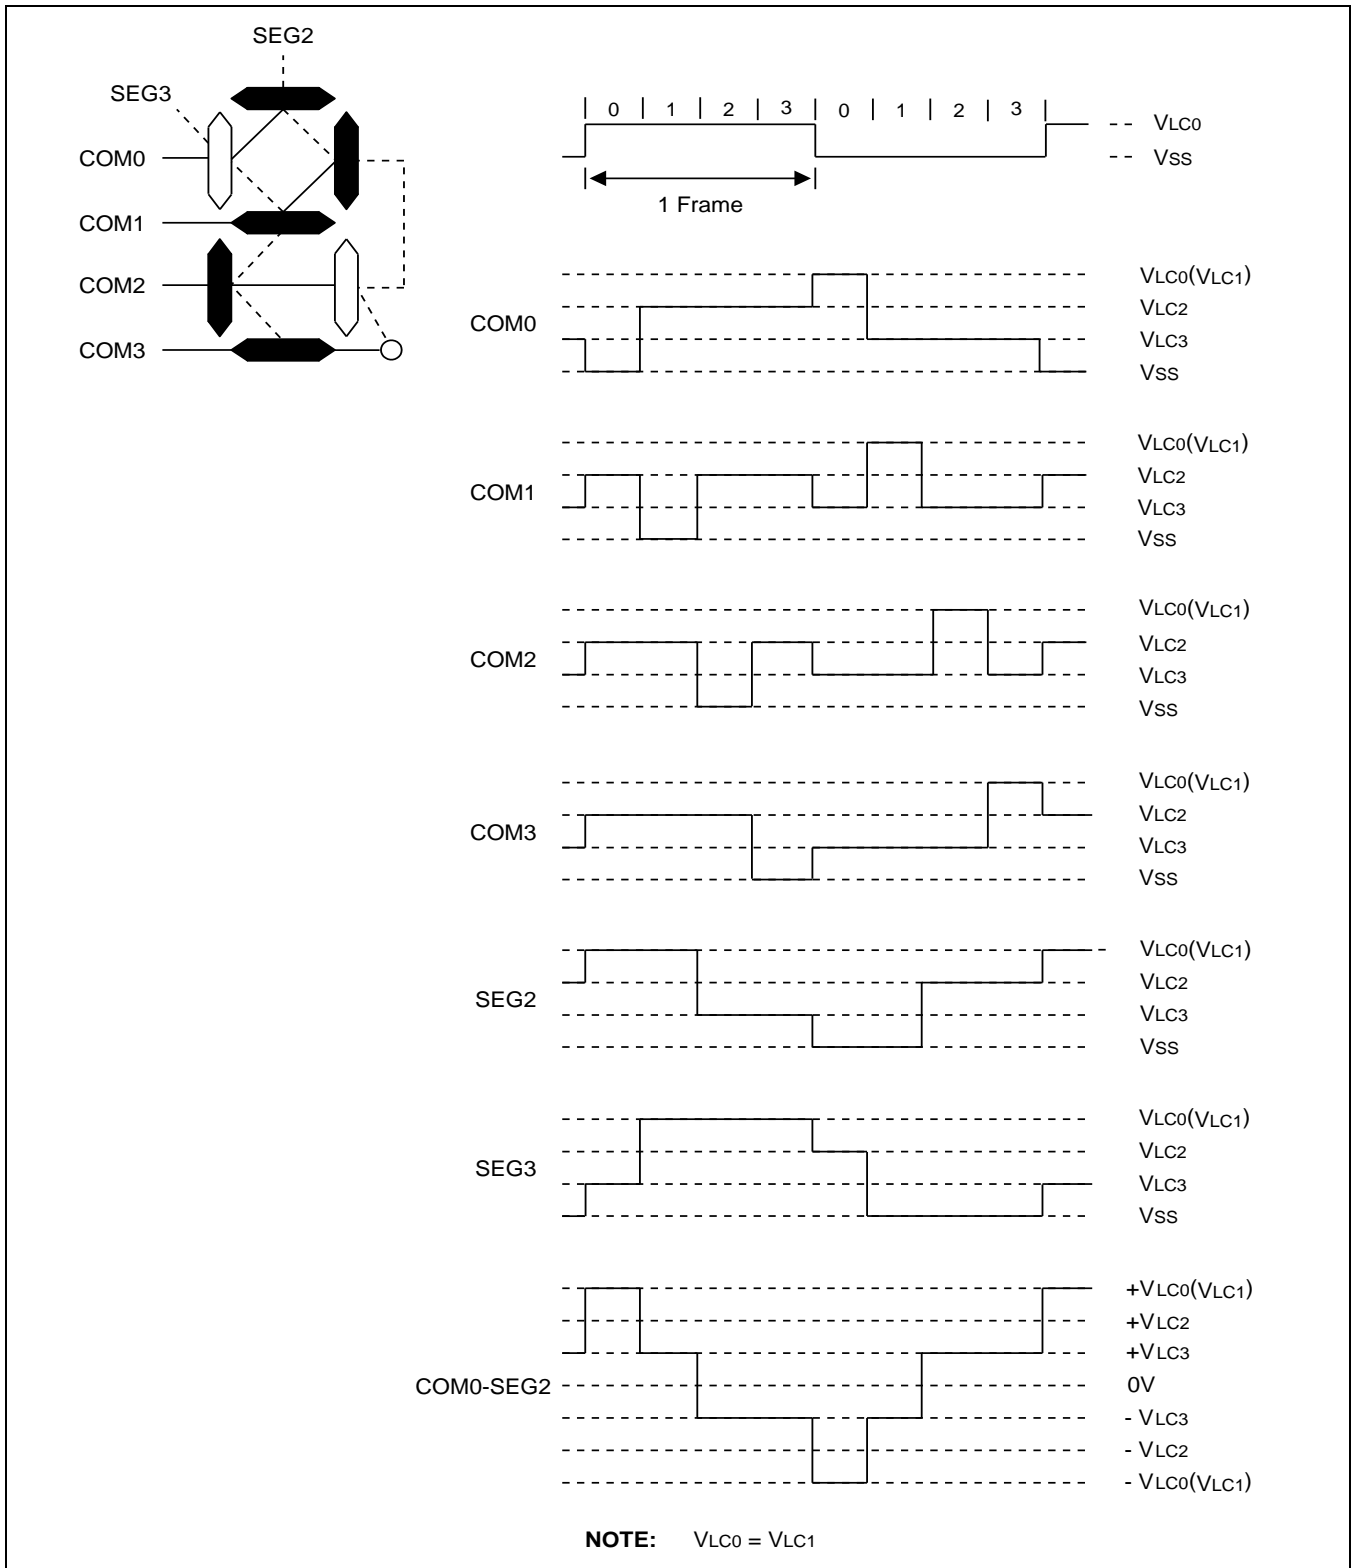 SEG2
SEG3
COM0
COM1
COM2
COM3
0 1 2 3 0 1 2 3
VLC0
VSS
1 Frame
COM0
VLC0(VLC1)
VLC2
VLC3
VSS
COM1
VLC0(VLC1)
VLC2
VLC3
VSS
COM2
VLC0(VLC1)
VLC2
VLC3
VSS
COM3
VLC0(VLC1)
VLC2
VLC3
VSS
SEG2
VLC0(VLC1)
VLC2
VLC3
VSS
SEG3
VLC0(VLC1)
VLC2
VLC3
VSS
COM0-SEG2
+VLC0(VLC1)
+VLC2
+VLC3
0V
- VLC3
- VLC2
- VLC0(VLC1)
NOTE: VLC0 = VLC1